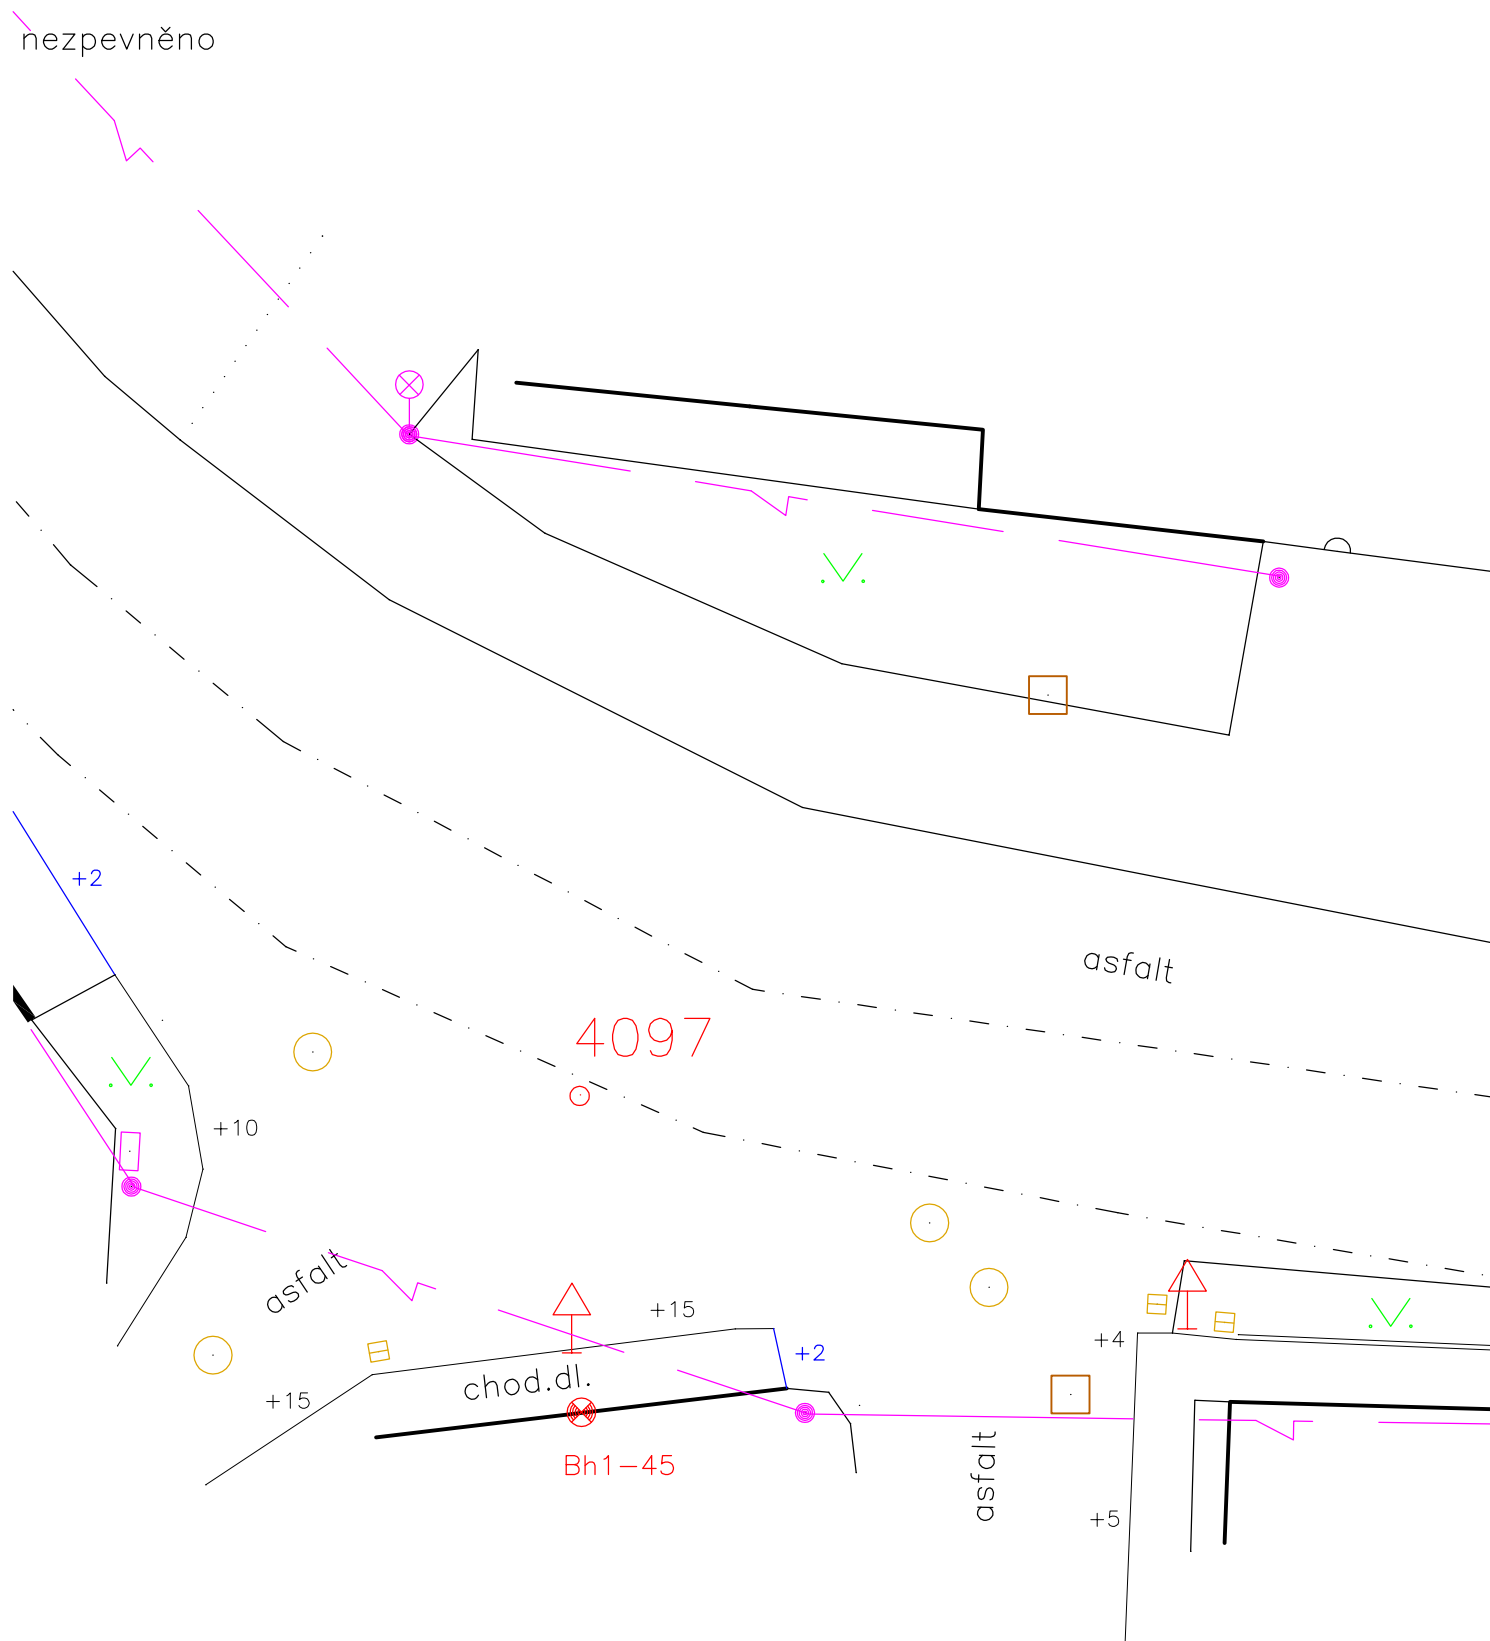 nezpevněno
+2
asfalt
4097
+10
asfalt
+15
+4
+2
chod.dl.
+15
Bh1-45
asfalt
+5